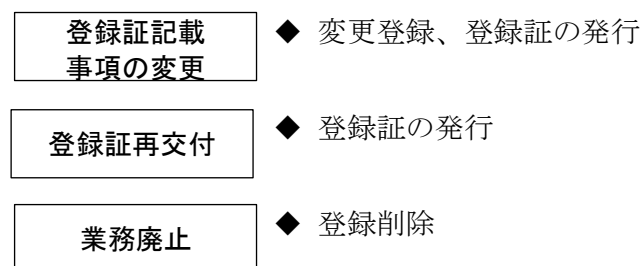 登録証記載
事項の変更
◆ 変更登録、登録証の発行
登録証再交付
◆ 登録証の発行
業務廃止
◆ 登録削除